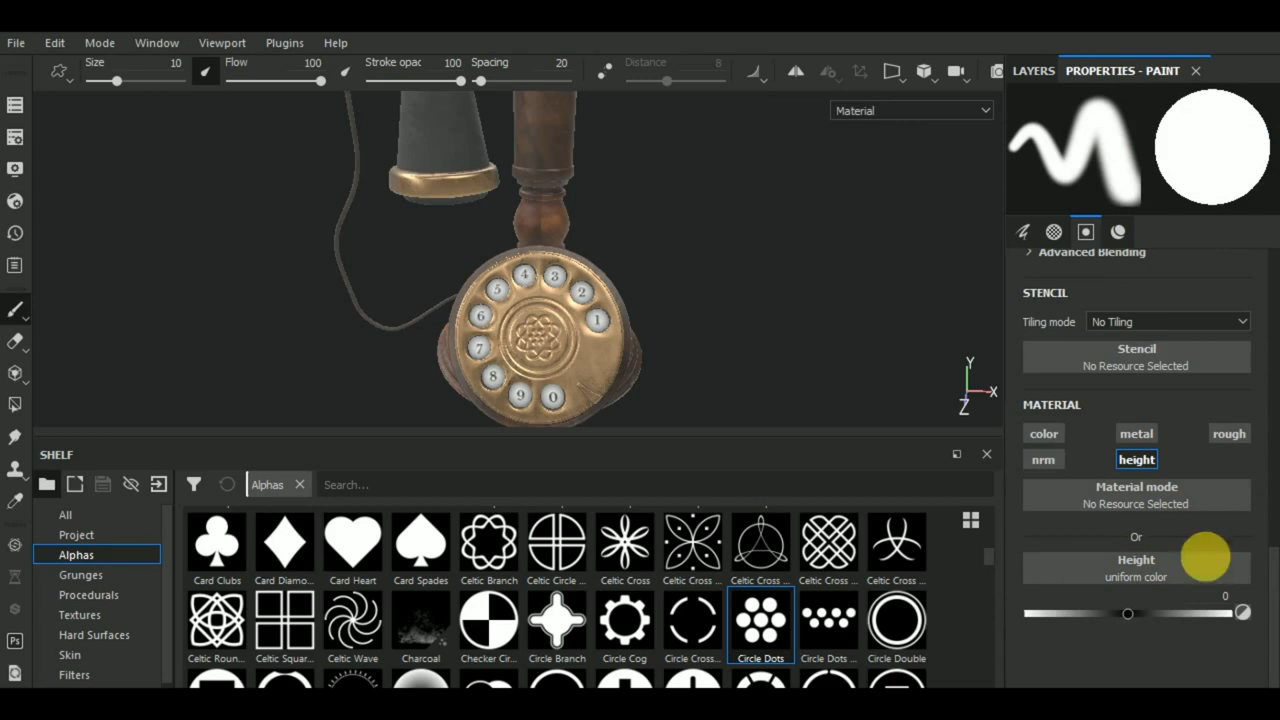 File Edit Mode Window Viewport Plugins Help
Size 10 Flow 100 Stroke opac 100 Spacing 20 Distance 8
LAYERS PROPERTIES - PAINT
Material
4 3
5 2
6 1
7
8
9 0
Y
X
Z
Advanced Blending
STENCIL
Tiling mode No Tiling
Stencil
No Resource Selected
MATERIAL
color metal rough
nrm height
Material mode
No Resource Selected
Or
Height
uniform color
0
SHELF
Alphas Search...
All
Project
Alphas
Grunges
Procedurals
Textures
Hard Surfaces
Skin
Filters
Ps
Card Clubs Card Diamo... Card Heart Card Spades Celtic Branch Celtic Circle ... Celtic Cross Celtic Cross ... Celtic Cross ... Celtic Cross ... Celtic Cross ...
Celtic Roun... Celtic Squar... Celtic Wave Charcoal Checker Cir... Circle Branch Circle Cog Circle Cross... Circle Dots Circle Dots ... Circle Double